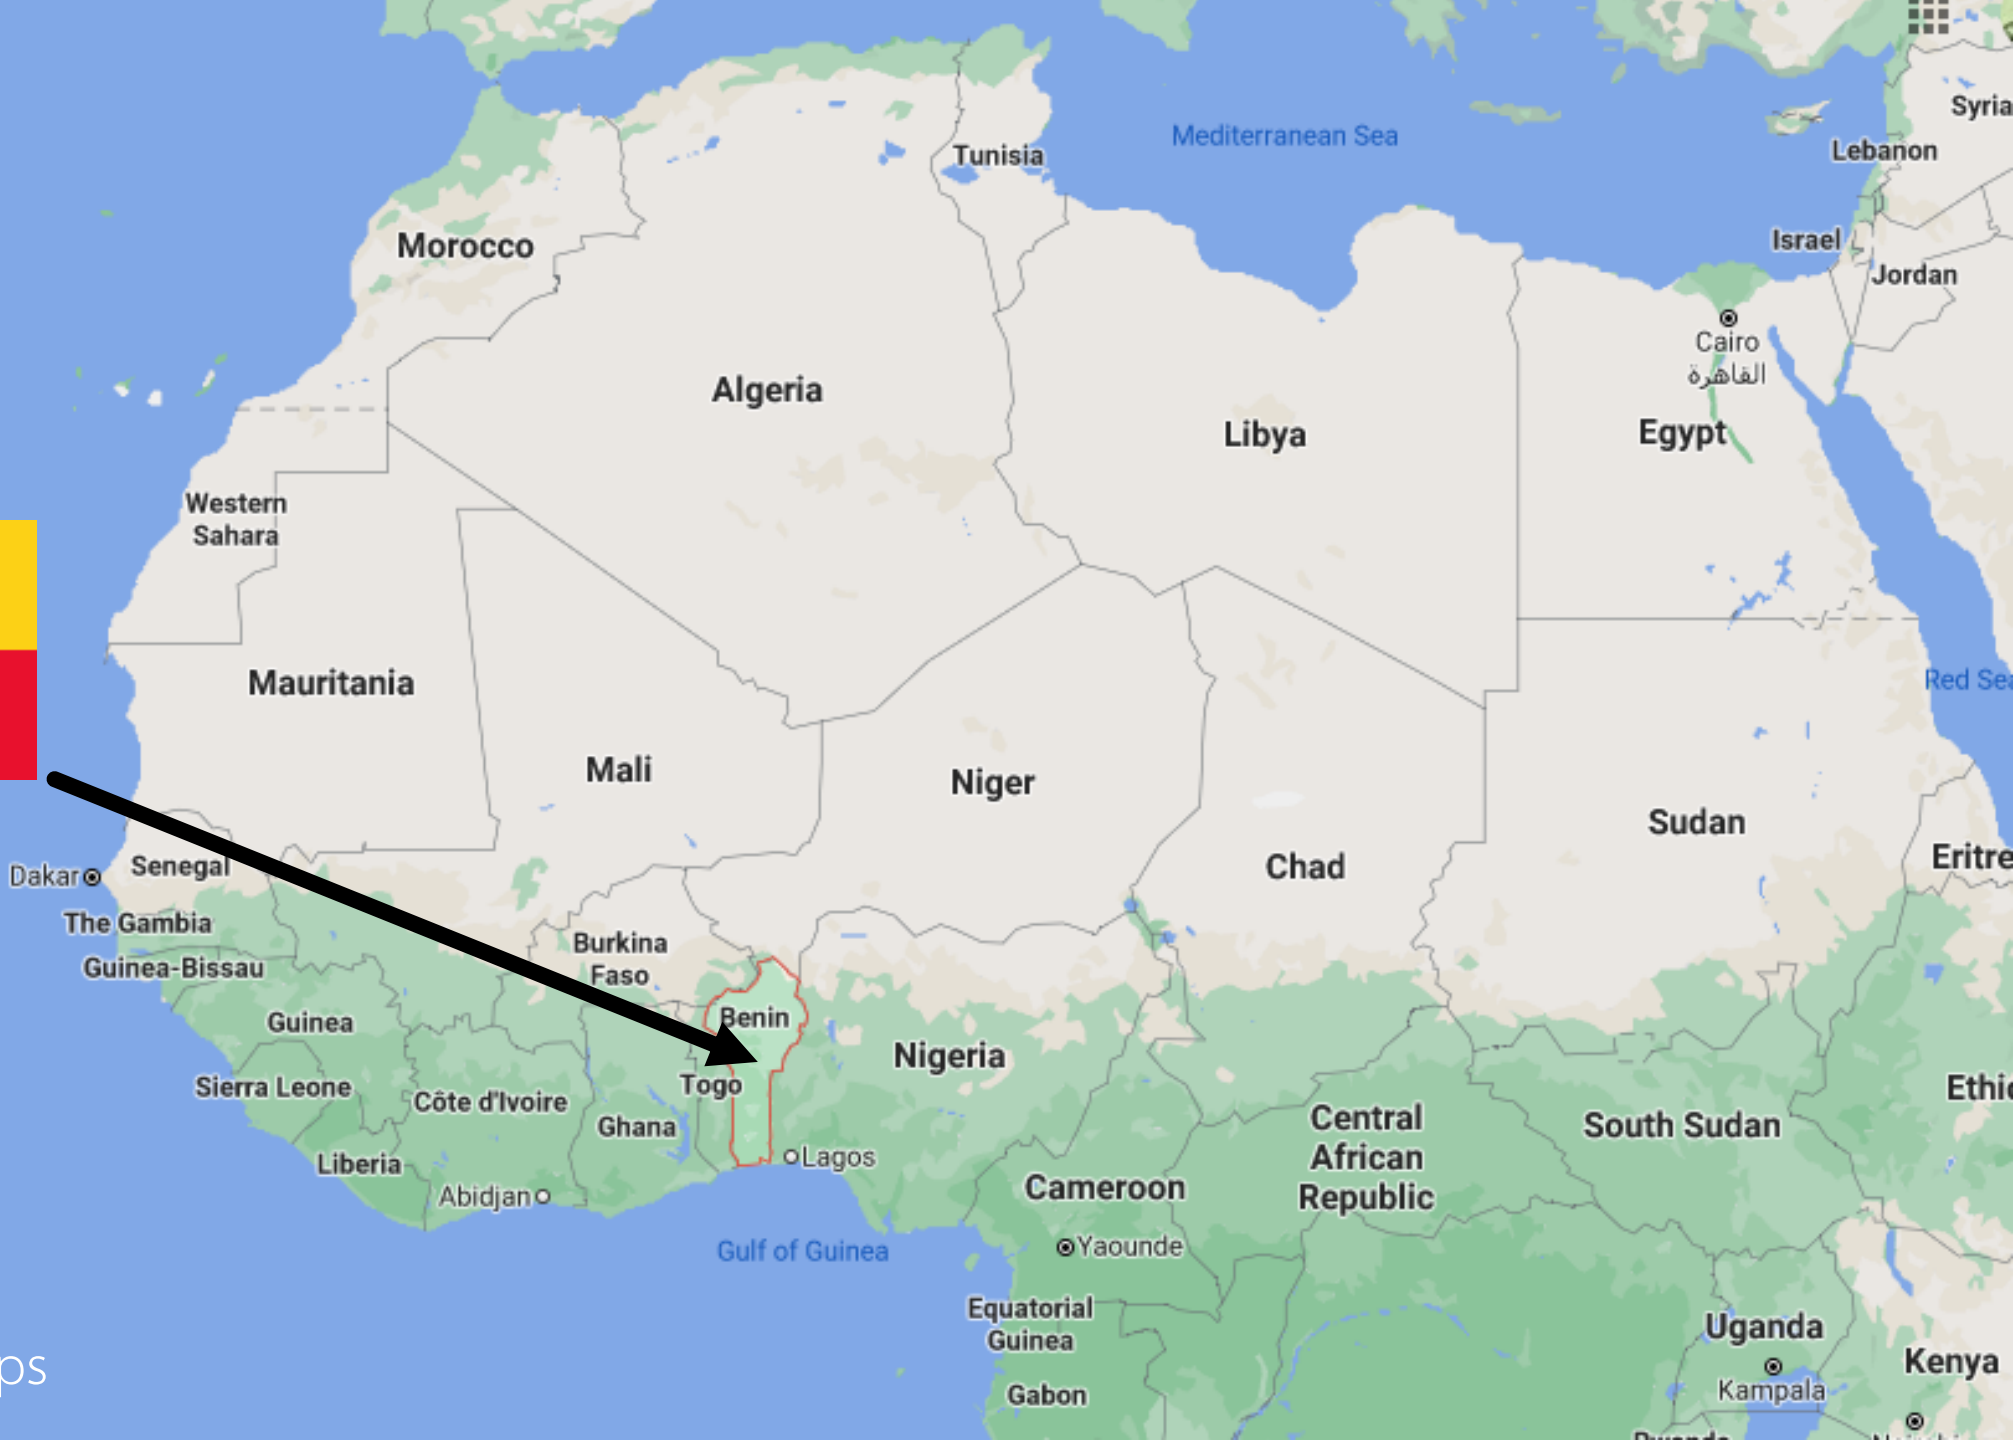 Syria
Mediterranean Sea
Tunisia
Lebanon
Morocco
Israel
Jordan
Cairo
القاهرة
Algeria
Libya
Egypt
Western
Sahara
Mauritania
Red Sea
Mali
Niger
Sudan
Chad
Eritre
Senegal
Dakar
The Gambia
Burkina
Faso
Guinea-Bissau
Benin
Guinea
Nigeria
Togo
Sierra Leone
Côte d'Ivoire
Ghana
Central
African
Republic
South Sudan
Ethi
Liberia
Lagos
Abidjan
Cameroon
Gulf of Guinea
Yaounde
Equatorial
Guinea
Uganda
Kenya
Kampala
Gabon
ps